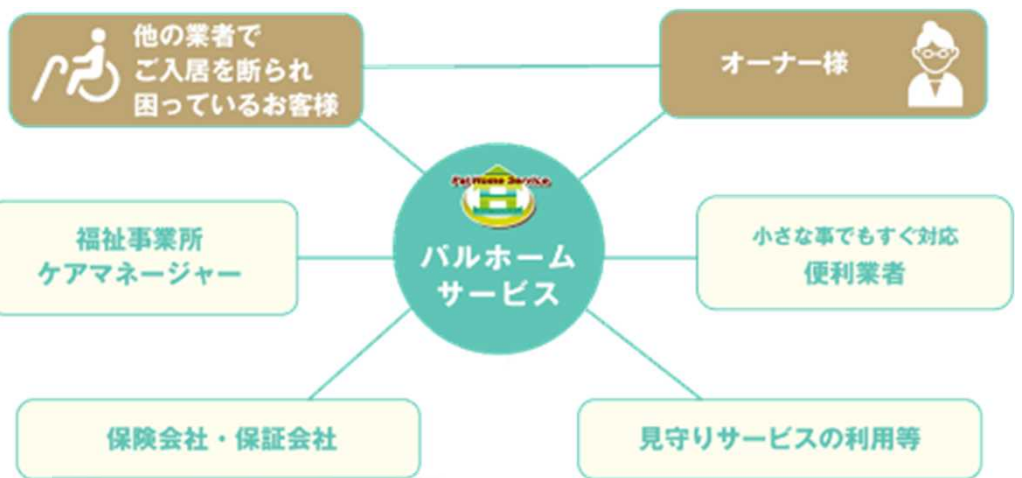 他の業者で
ご入居を断られ
困っているお客様
オーナー様
Pal Home Service
パルホーム
サービス
福祉事業所
ケアマネージャー
小さな事でもすぐ対応
便利業者
保険会社・保証会社
見守りサービスの利用等